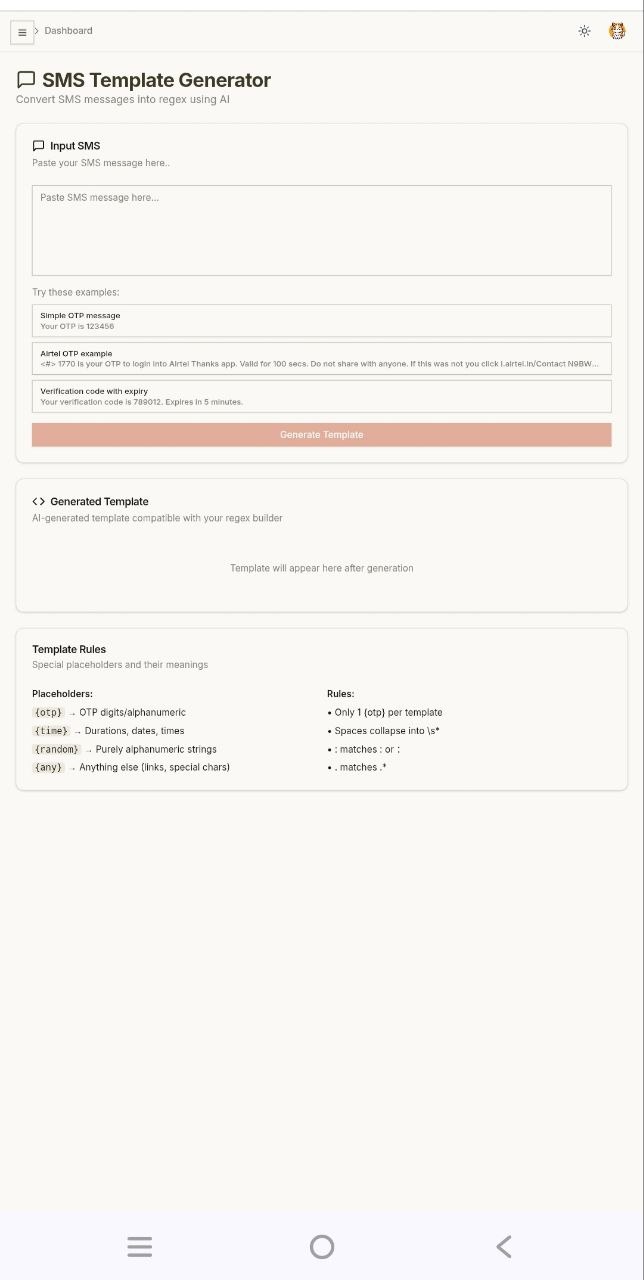 Dashboard
SMS Template Generator
Convert SMS messages into regex using AI
Input SMS
Paste your SMS message here..
Paste SMS message here...
Try these examples:
Simple OTP message
Your OTP is 123456
Airtel OTP example
<#> 1770 is your OTP to login into Airtel Thanks app. Valid for 100 secs. Do not share with anyone. If this was not you click i.airtel.in/Contact N9BW...
Verification code with expiry
Your verification code is 789012. Expires in 5 minutes.
Generate Template
Generated Template
AI-generated template compatible with your regex builder
Template will appear here after generation
Template Rules
Special placeholders and their meanings
Placeholders:
{otp} → OTP digits/alphanumeric
{time} → Durations, dates, times
{random} → Purely alphanumeric strings
{any} → Anything else (links, special chars)
Rules:
• Only 1 {otp} per template
• Spaces collapse into \s*
• : matches : or :
• . matches .*